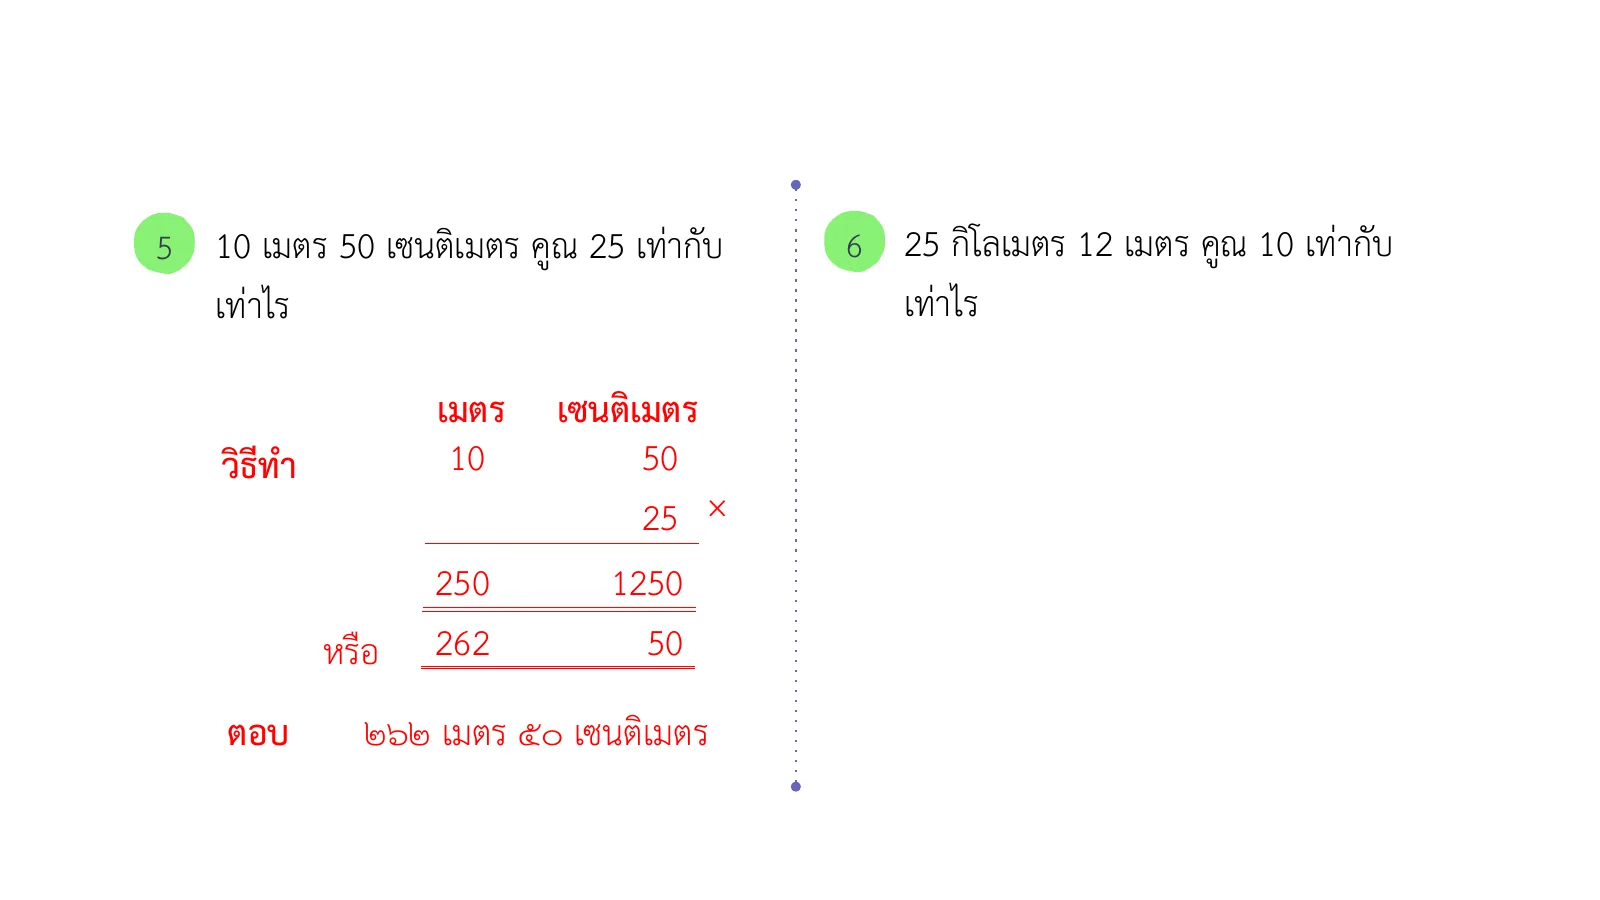 5 10 เมตร 50 เซนติเมตร คูณ 25 เท่ากับ
เท่าไร
เมตร เซนติเมตร
วิธีทำ 10 50
25 ×
250 1250
หรือ 262 50
ตอบ ๒๖๒ เมตร ๕๐ เซนติเมตร
6 25 กิโลเมตร 12 เมตร คูณ 10 เท่ากับ
เท่าไร